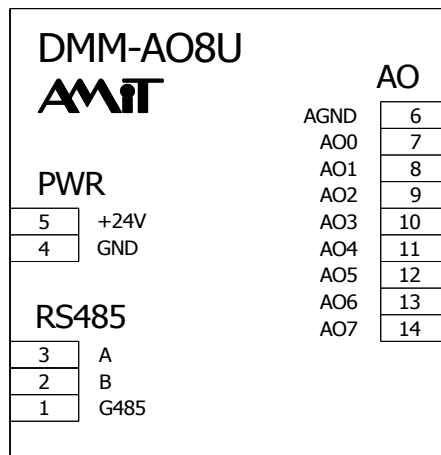 DMM-AO8U
AMiT
AO
AGND 6
AO0 7
AO1 8
AO2 9
AO3 10
AO4 11
AO5 12
AO6 13
AO7 14
PWR
5 +24V
4 GND
RS485
3 A
2 B
1 G485